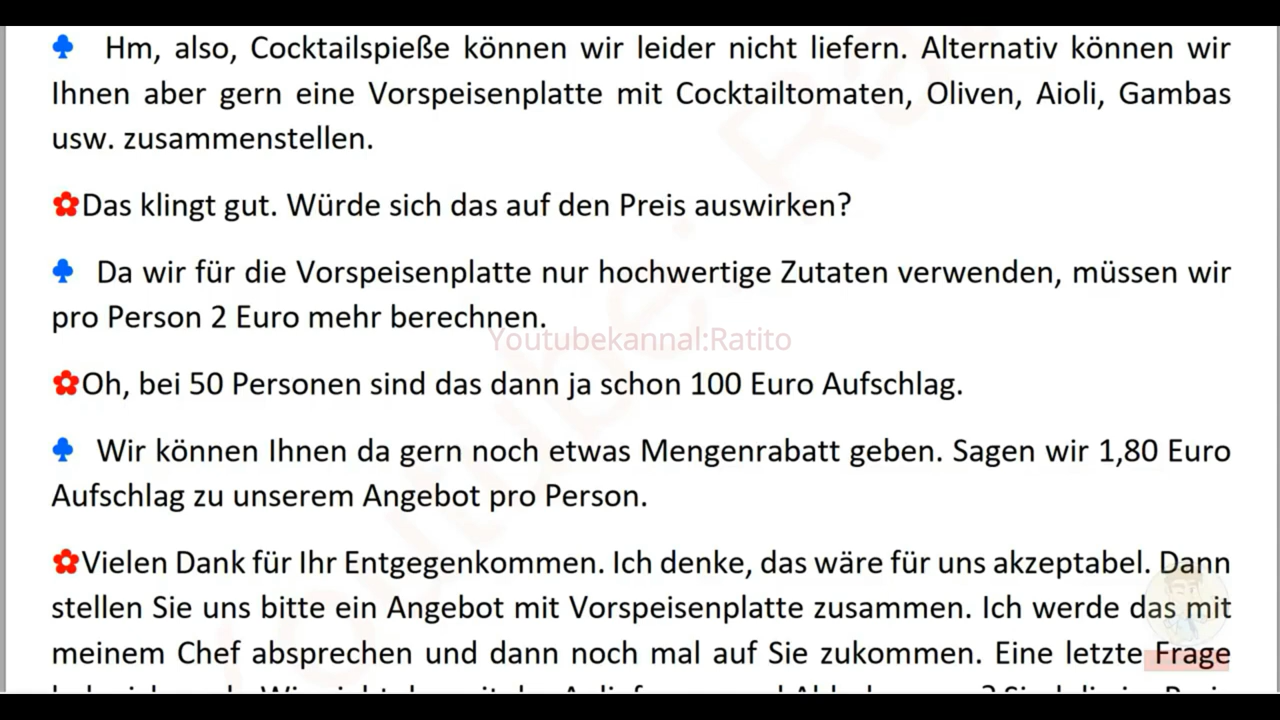 ♣ Hm, also, Cocktailspieße können wir leider nicht liefern. Alternativ können wir
Ihnen aber gern eine Vorspeisenplatte mit Cocktailtomaten, Oliven, Aioli, Gambas
usw. zusammenstellen.
✿Das klingt gut. Würde sich das auf den Preis auswirken?
♣ Da wir für die Vorspeisenplatte nur hochwertige Zutaten verwenden, müssen wir
pro Person 2 Euro mehr berechnen.
Youtubekannal:Ratito
✿Oh, bei 50 Personen sind das dann ja schon 100 Euro Aufschlag.
♣ Wir können Ihnen da gern noch etwas Mengenrabatt geben. Sagen wir 1,80 Euro
Aufschlag zu unserem Angebot pro Person.
✿Vielen Dank für Ihr Entgegenkommen. Ich denke, das wäre für uns akzeptabel. Dann
stellen Sie uns bitte ein Angebot mit Vorspeisenplatte zusammen. Ich werde das mit
meinem Chef absprechen und dann noch mal auf Sie zukommen. Eine letzte Frage